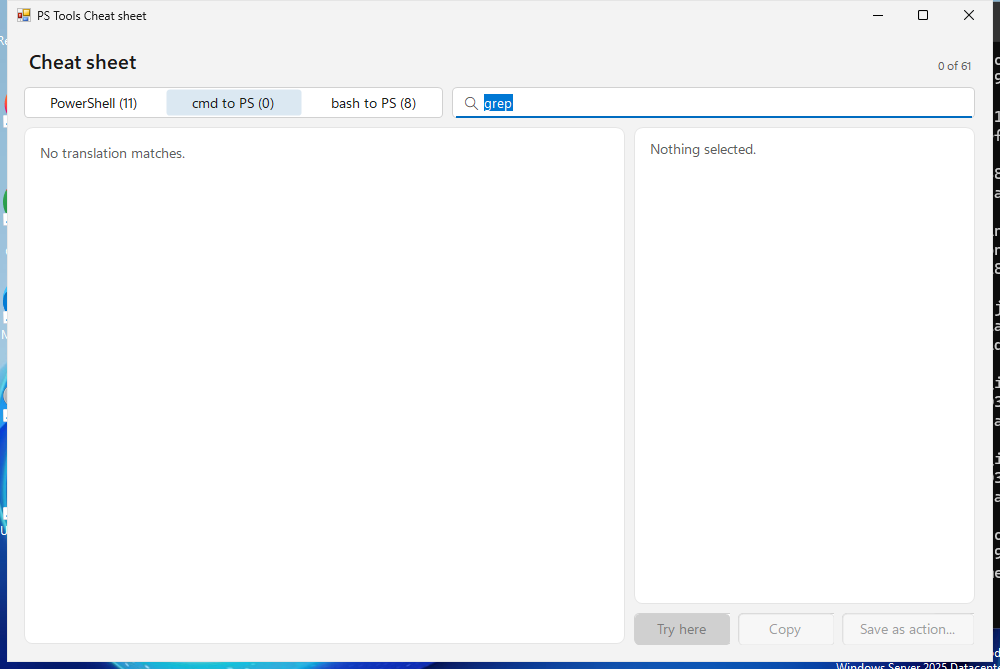 PS Tools Cheat sheet
Cheat sheet
0 of 61
PowerShell (11)
cmd to PS (0)
bash to PS (8)
grep
No translation matches.
Nothing selected.
Try here
Copy
Save as action...
Windows Server 2025 Datacente